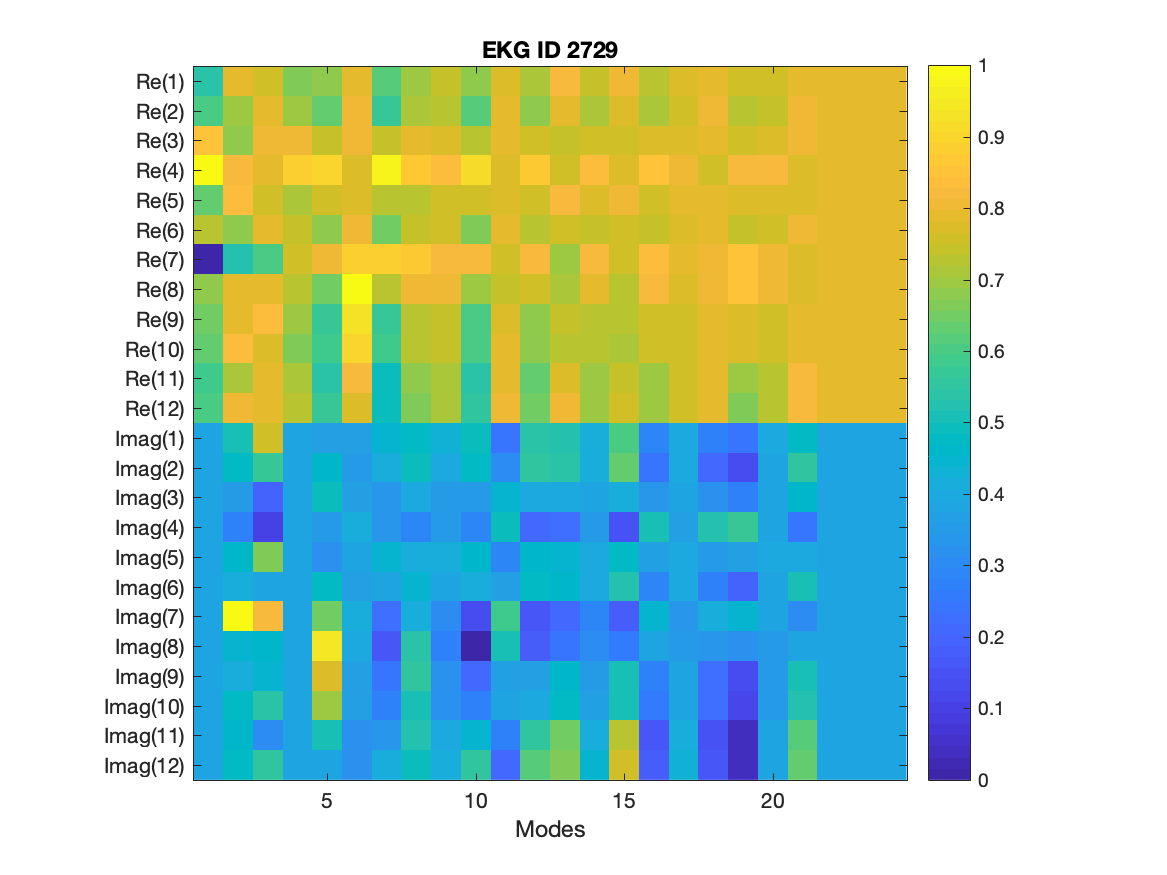 EKG ID 2729
Re(1)
Re(2)
Re(3)
Re(4)
Re(5)
Re(6)
Re(7)
Re(8)
Re(9)
Re(10)
Re(11)
Re(12)
Imag(1)
Imag(2)
Imag(3)
Imag(4)
Imag(5)
Imag(6)
Imag(7)
Imag(8)
Imag(9)
Imag(10)
Imag(11)
Imag(12)
5 10 15 20
Modes
1
0.9
0.8
0.7
0.6
0.5
0.4
0.3
0.2
0.1
0